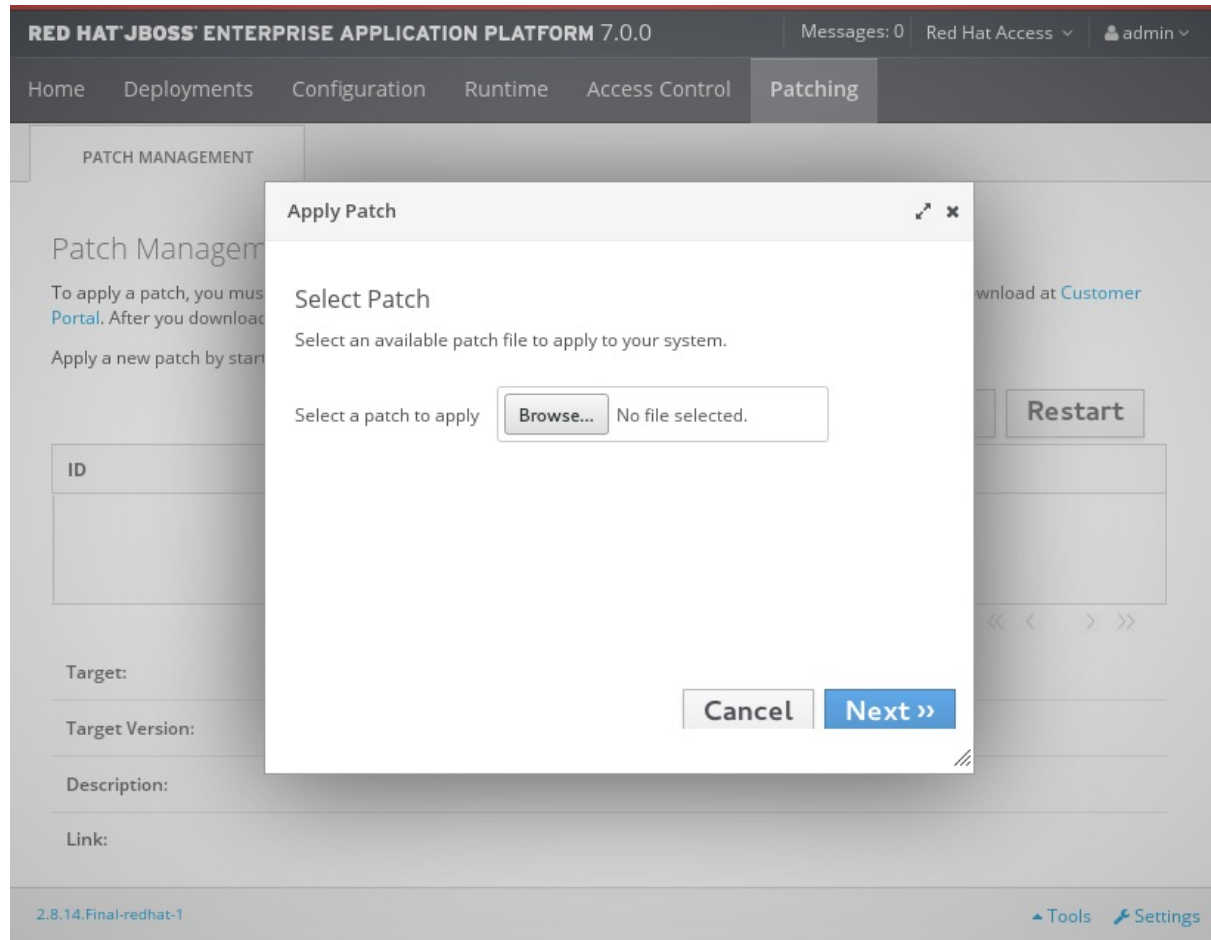 RED HAT® JBOSS® ENTERPRISE APPLICATION PLATFORM 7.0.0 Messages: 0 Red Hat Access admin
Home Deployments Configuration Runtime Access Control Patching
PATCH MANAGEMENT
Apply Patch
Patch Managem
To apply a patch, you mus
wnload at Customer
Portal. After you downloa
Apply a new patch by star
Select Patch
Select an available patch file to apply to your system.
Select a patch to apply Browse... No file selected.
Restart
ID
« < > »
Target:
Cancel Next »
Target Version:
Description:
Link:
2.8.14.Final-redhat-1 Tools Settings